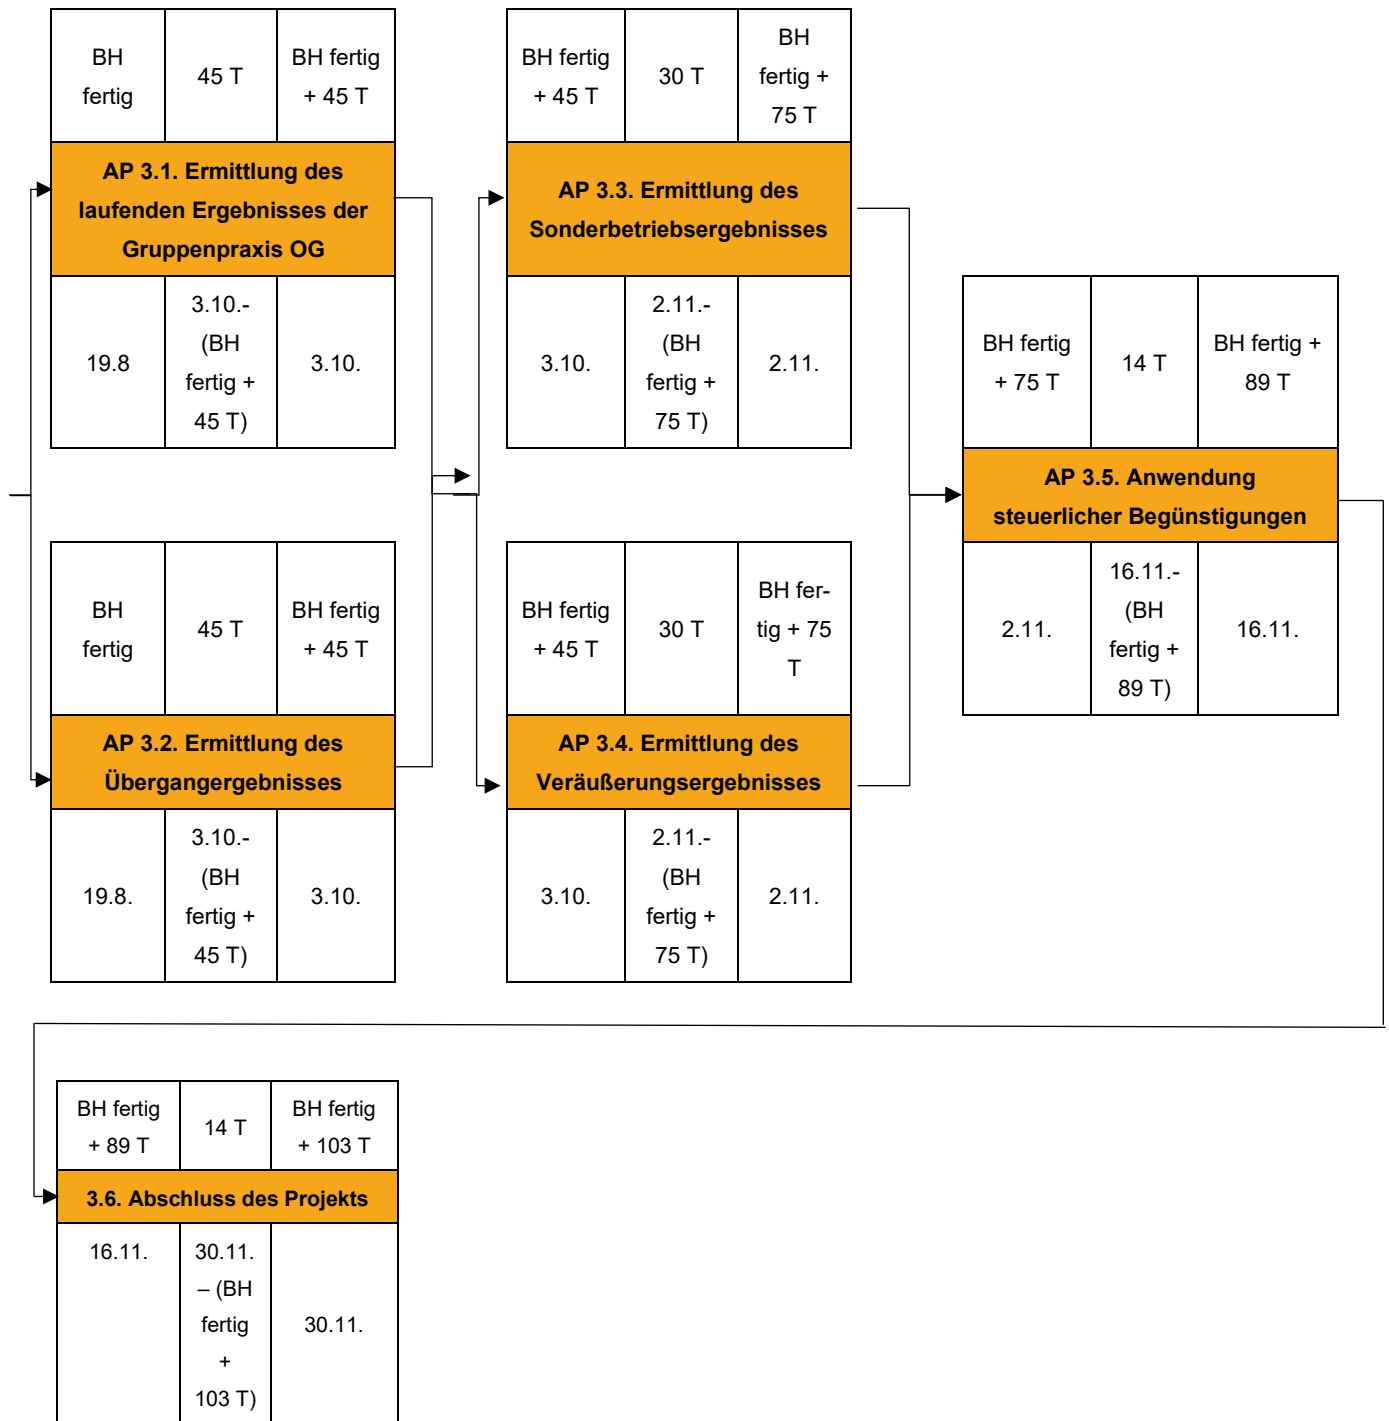 BH
fertig
45 T
BH fertig
+ 45 T
AP 3.1. Ermittlung des
laufenden Ergebnisses der
Gruppenpraxis OG
19.8
3.10.-
(BH
fertig +
45 T)
3.10.
BH fertig
+ 45 T
30 T
BH
fertig +
75 T
AP 3.3. Ermittlung des
Sonderbetriebsergebnisses
3.10.
2.11.-
(BH
fertig +
75 T)
2.11.
BH
fertig
45 T
BH fertig
+ 45 T
AP 3.2. Ermittlung des
Übergangergebnisses
19.8.
3.10.-
(BH
fertig +
45 T)
3.10.
BH fertig
+ 45 T
30 T
BH fer-
tig + 75
T
AP 3.4. Ermittlung des
Veräußerungsergebnisses
3.10.
2.11.-
(BH
fertig +
75 T)
2.11.
BH fertig
+ 75 T
14 T
BH fertig +
89 T
AP 3.5. Anwendung
steuerlicher Begünstigungen
2.11.
16.11.-
(BH
fertig +
89 T)
16.11.
BH fertig
+ 89 T
14 T
BH fertig
+ 103 T
3.6. Abschluss des Projekts
16.11.
30.11.
– (BH
fertig
+
103 T)
30.11.